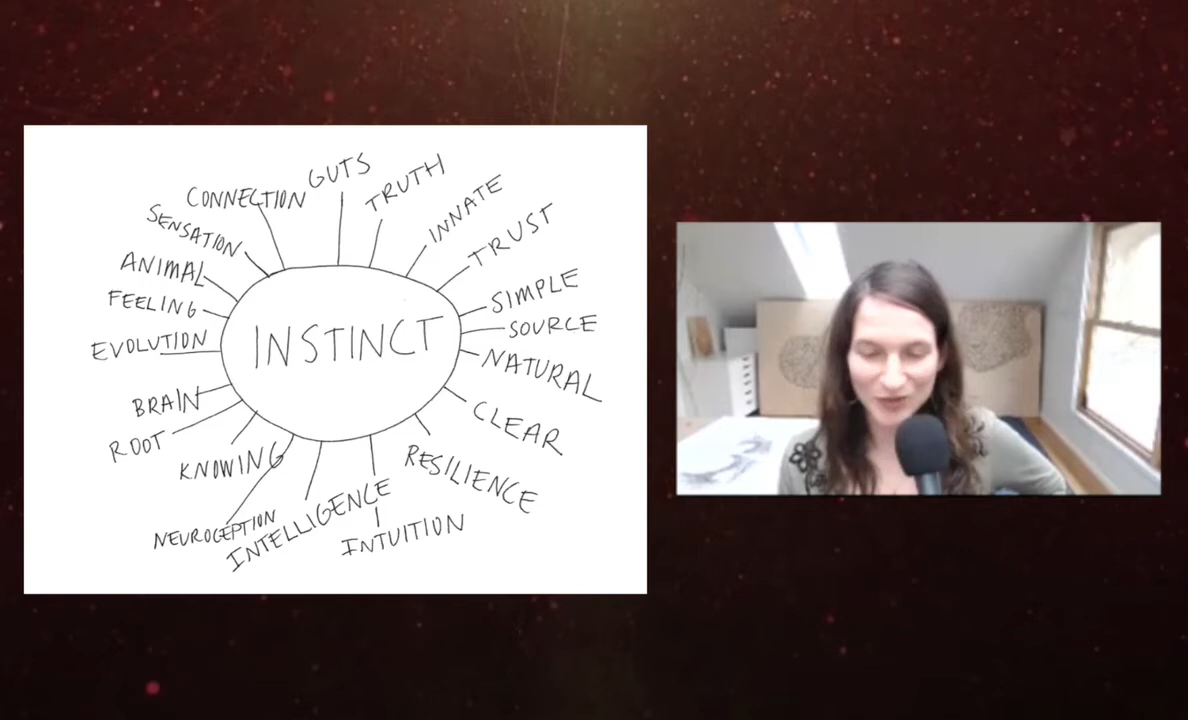 GUTS
CONNECTION
TRUTH
INNATE
SENSATION
TRUST
ANIMAL
SIMPLE
FEELING
SOURCE
EVOLUTION
INSTINCT
NATURAL
BRAIN
CLEAR
ROOT
KNOWING
RESILIENCE
NEUROCEPTION
INTELLIGENCE
INTUITION